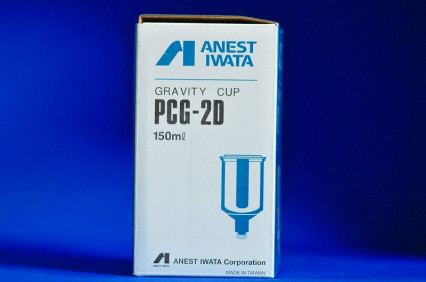 ANEST
IWATA
GRAVITY CUP
PCG-2D
150mℓ
ANEST IWATA Corporation
MADE IN TAIWAN